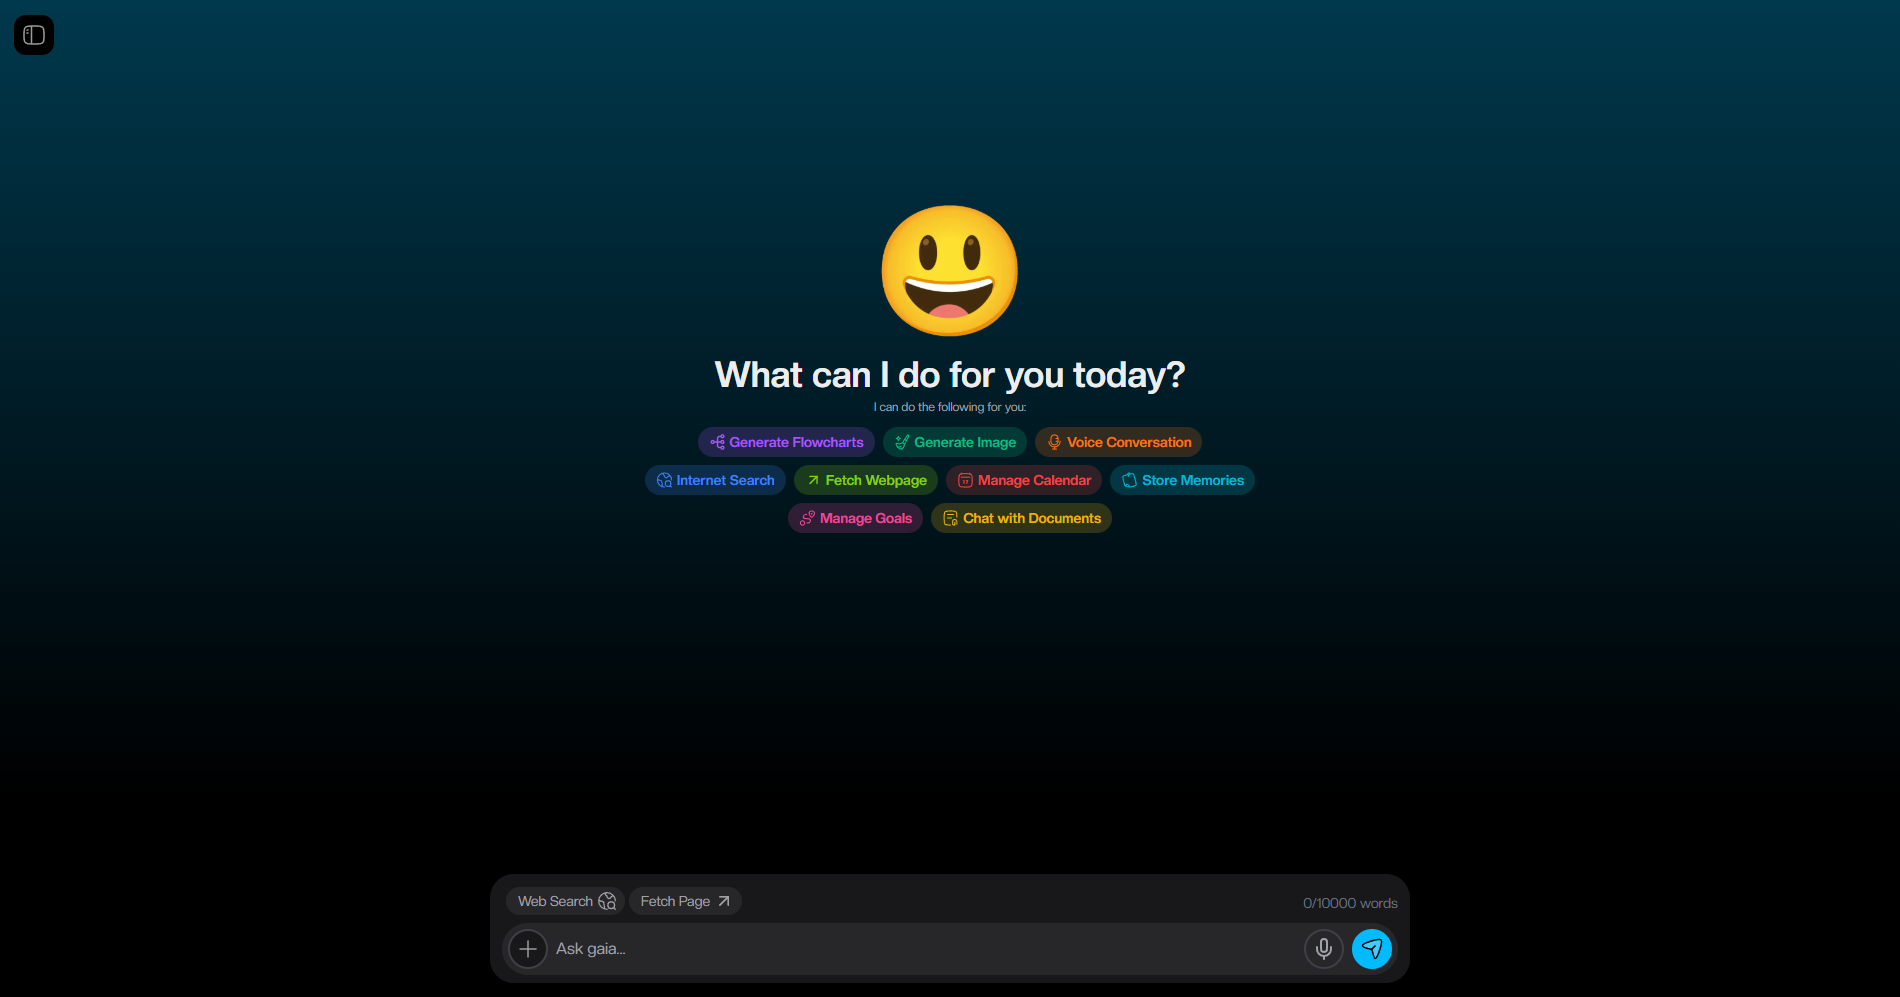 What can I do for you today?
I can do the following for you:
Generate Flowcharts Generate Image Voice Conversation
Internet Search Fetch Webpage Manage Calendar Store Memories
Manage Goals Chat with Documents
Web Search Fetch Page 0/10000 words
Ask gaia...